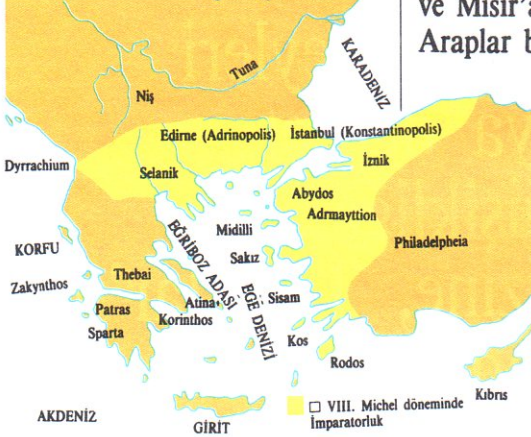 ve Mısır'a
Araplar b
KARADENİZ
Tuna
Niş
Edirne (Adrinopolis)
İstanbul (Konstantinopolis)
İznik
Dyrrachium
Selanik
Abydos
Adrmayttion
Midilli
Philadelpheia
KORFU
Sakız
EĞRİBOZ ADASI
Thebai
Zakynthos
Atina
EGE DENİZİ
Sisam
Patras
Korinthos
Sparta
Kos
Rodos
Kıbrıs
VIII. Michel döneminde
İmparatorluk
AKDENİZ
GİRİT